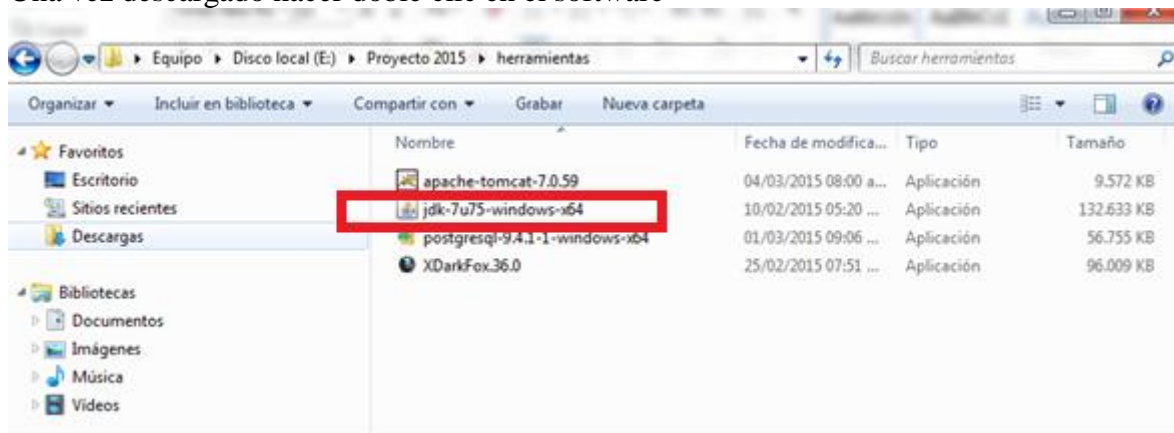 Una vez descargado hacer doble clic en el software
Equipo Disco local (E:) Proyecto 2015 herramientas Buscar herramientas
Organizar Incluir en biblioteca Compartir con Grabar Nueva carpeta
Favoritos Nombre Fecha de modifica... Tipo Tamaño
Escritorio apache-tomcat-7.0.59 04/03/2015 08:00 a... Aplicación 9.572 KB
Sitios recientes jdk-7u75-windows-x64 10/02/2015 05:20 ... Aplicación 132.633 KB
Descargas postgresql-9.4.1-1-windows-x64 01/03/2015 09:06 ... Aplicación 56.755 KB
XDarkFox.36.0 25/02/2015 07:51 ... Aplicación 96.009 KB
Bibliotecas
Documentos
Imágenes
Música
Vídeos